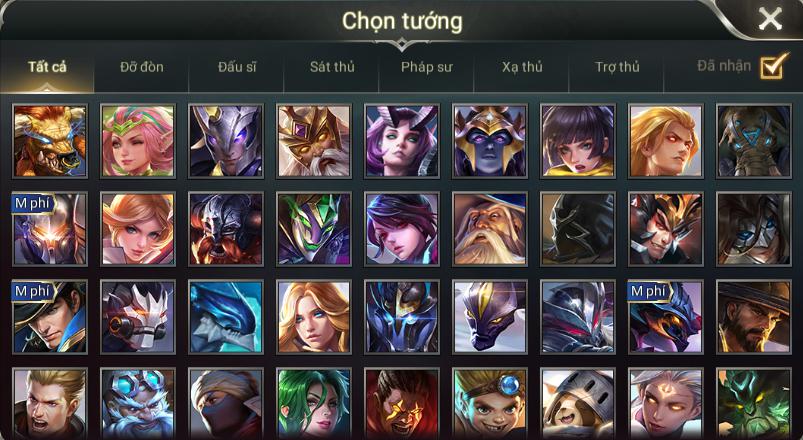 Chọn tướng
Tất cả Đỡ đòn Đấu sĩ Sát thủ Pháp sư Xạ thủ Trợ thủ Đã nhận
M phí
M phí M phí